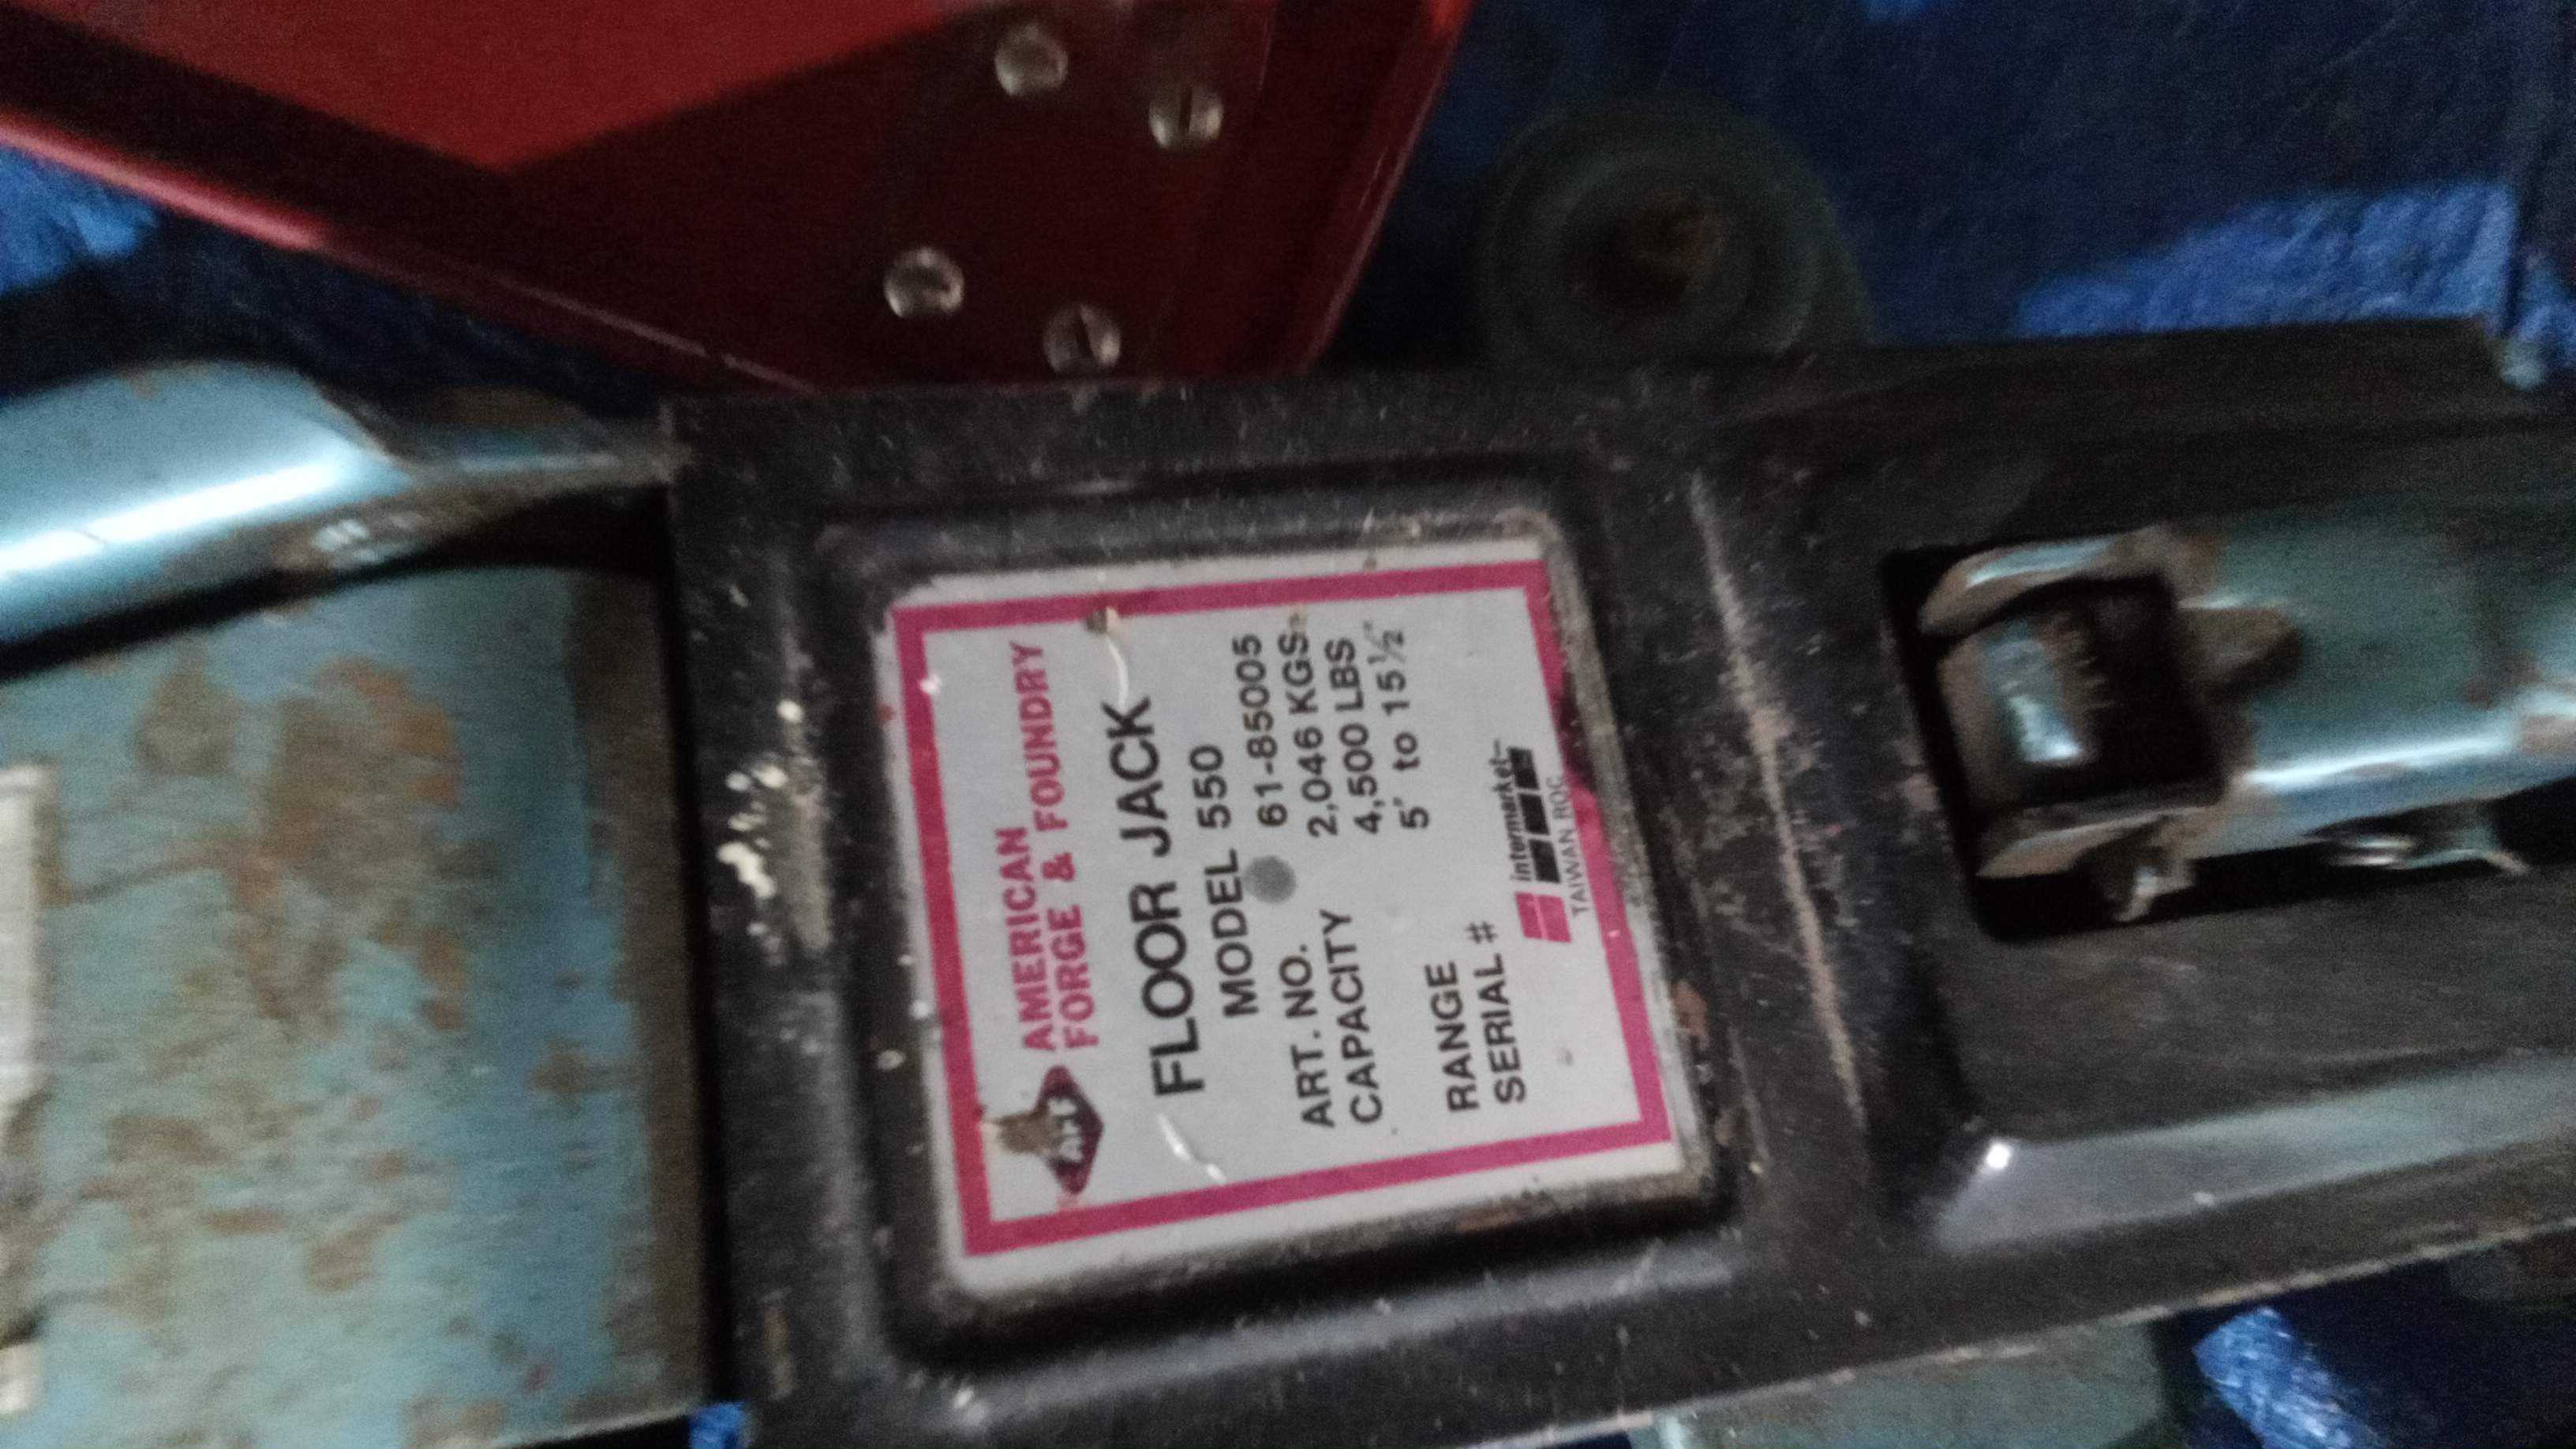 AFF
AMERICAN
FORGE & FOUNDRY
FLOOR JACK
MODEL 550
ART. NO. 61-85005
CAPACITY 2,046 KGS
4,500 LBS
RANGE 5" to 15½"
SERIAL #
intermarket
TAIWAN ROC